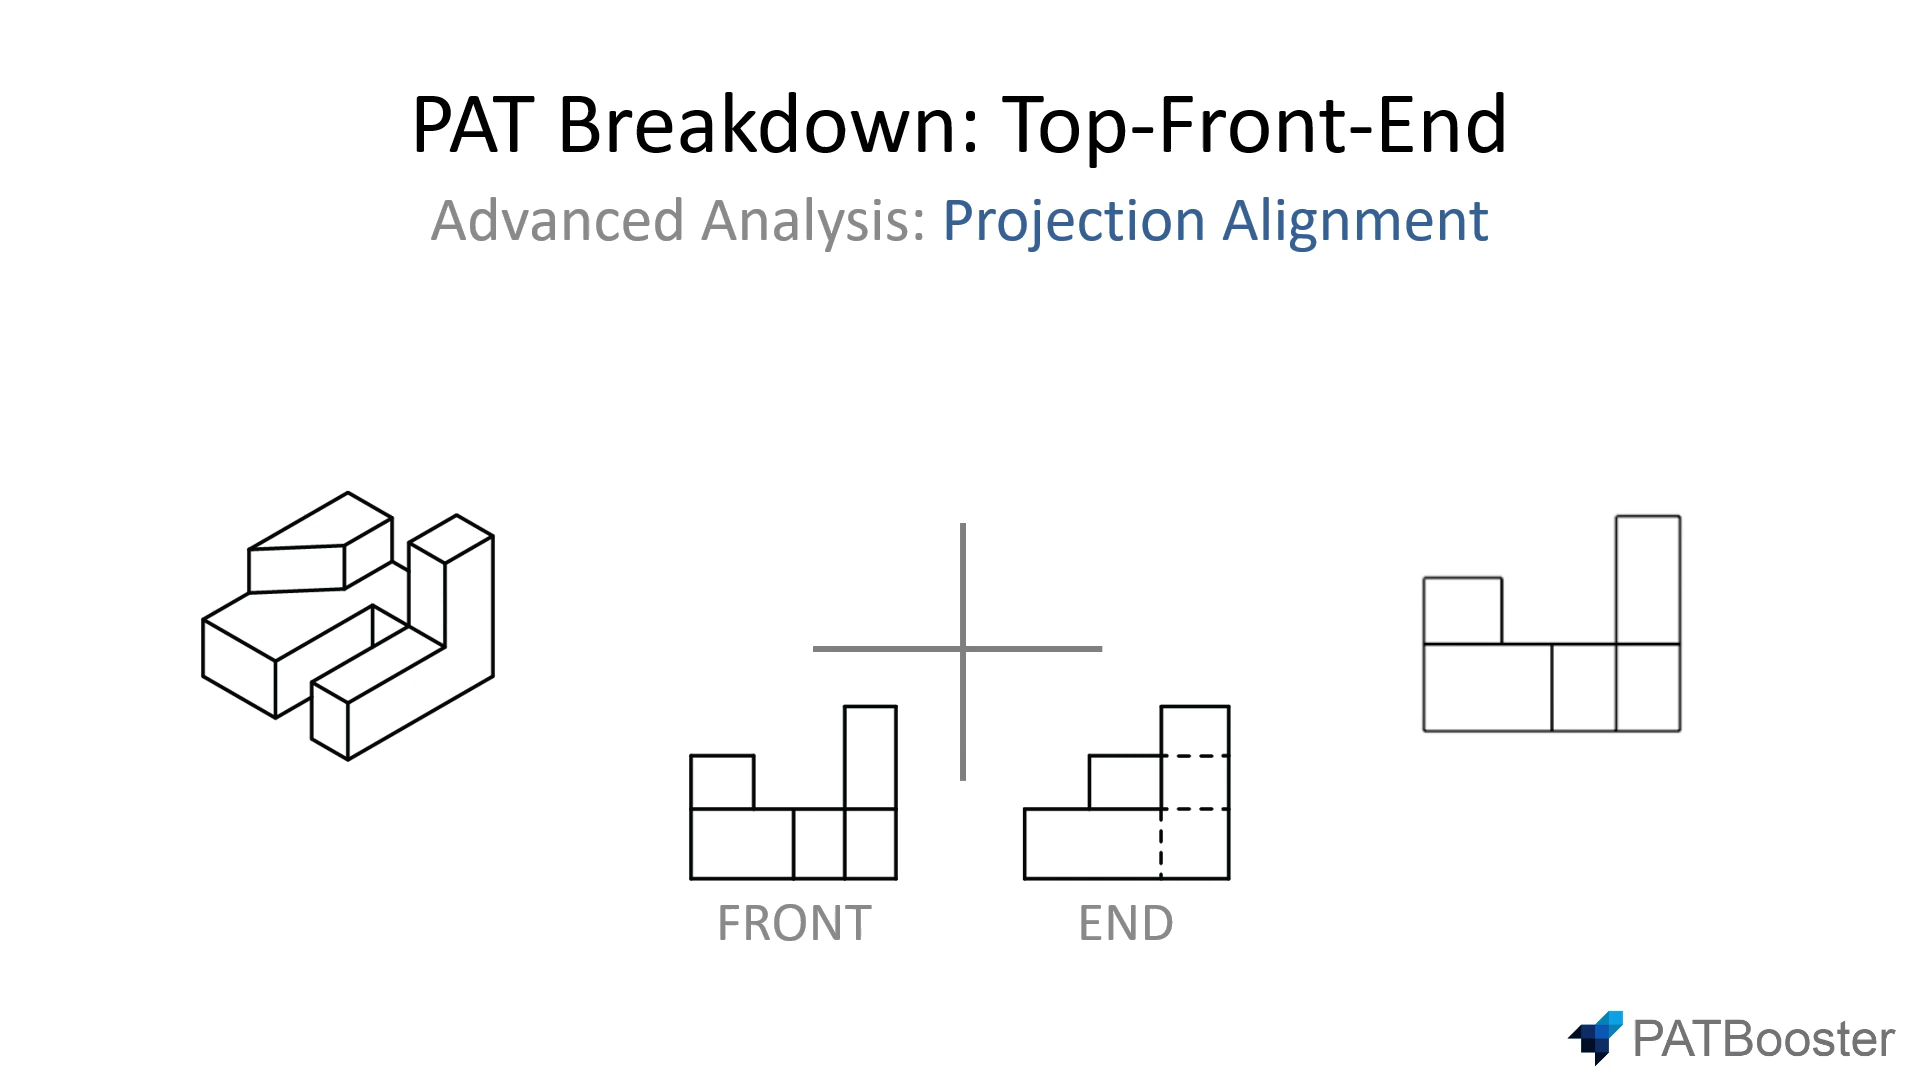 PAT Breakdown: Top-Front-End
Advanced Analysis: Projection Alignment
FRONT
END
PATBooster